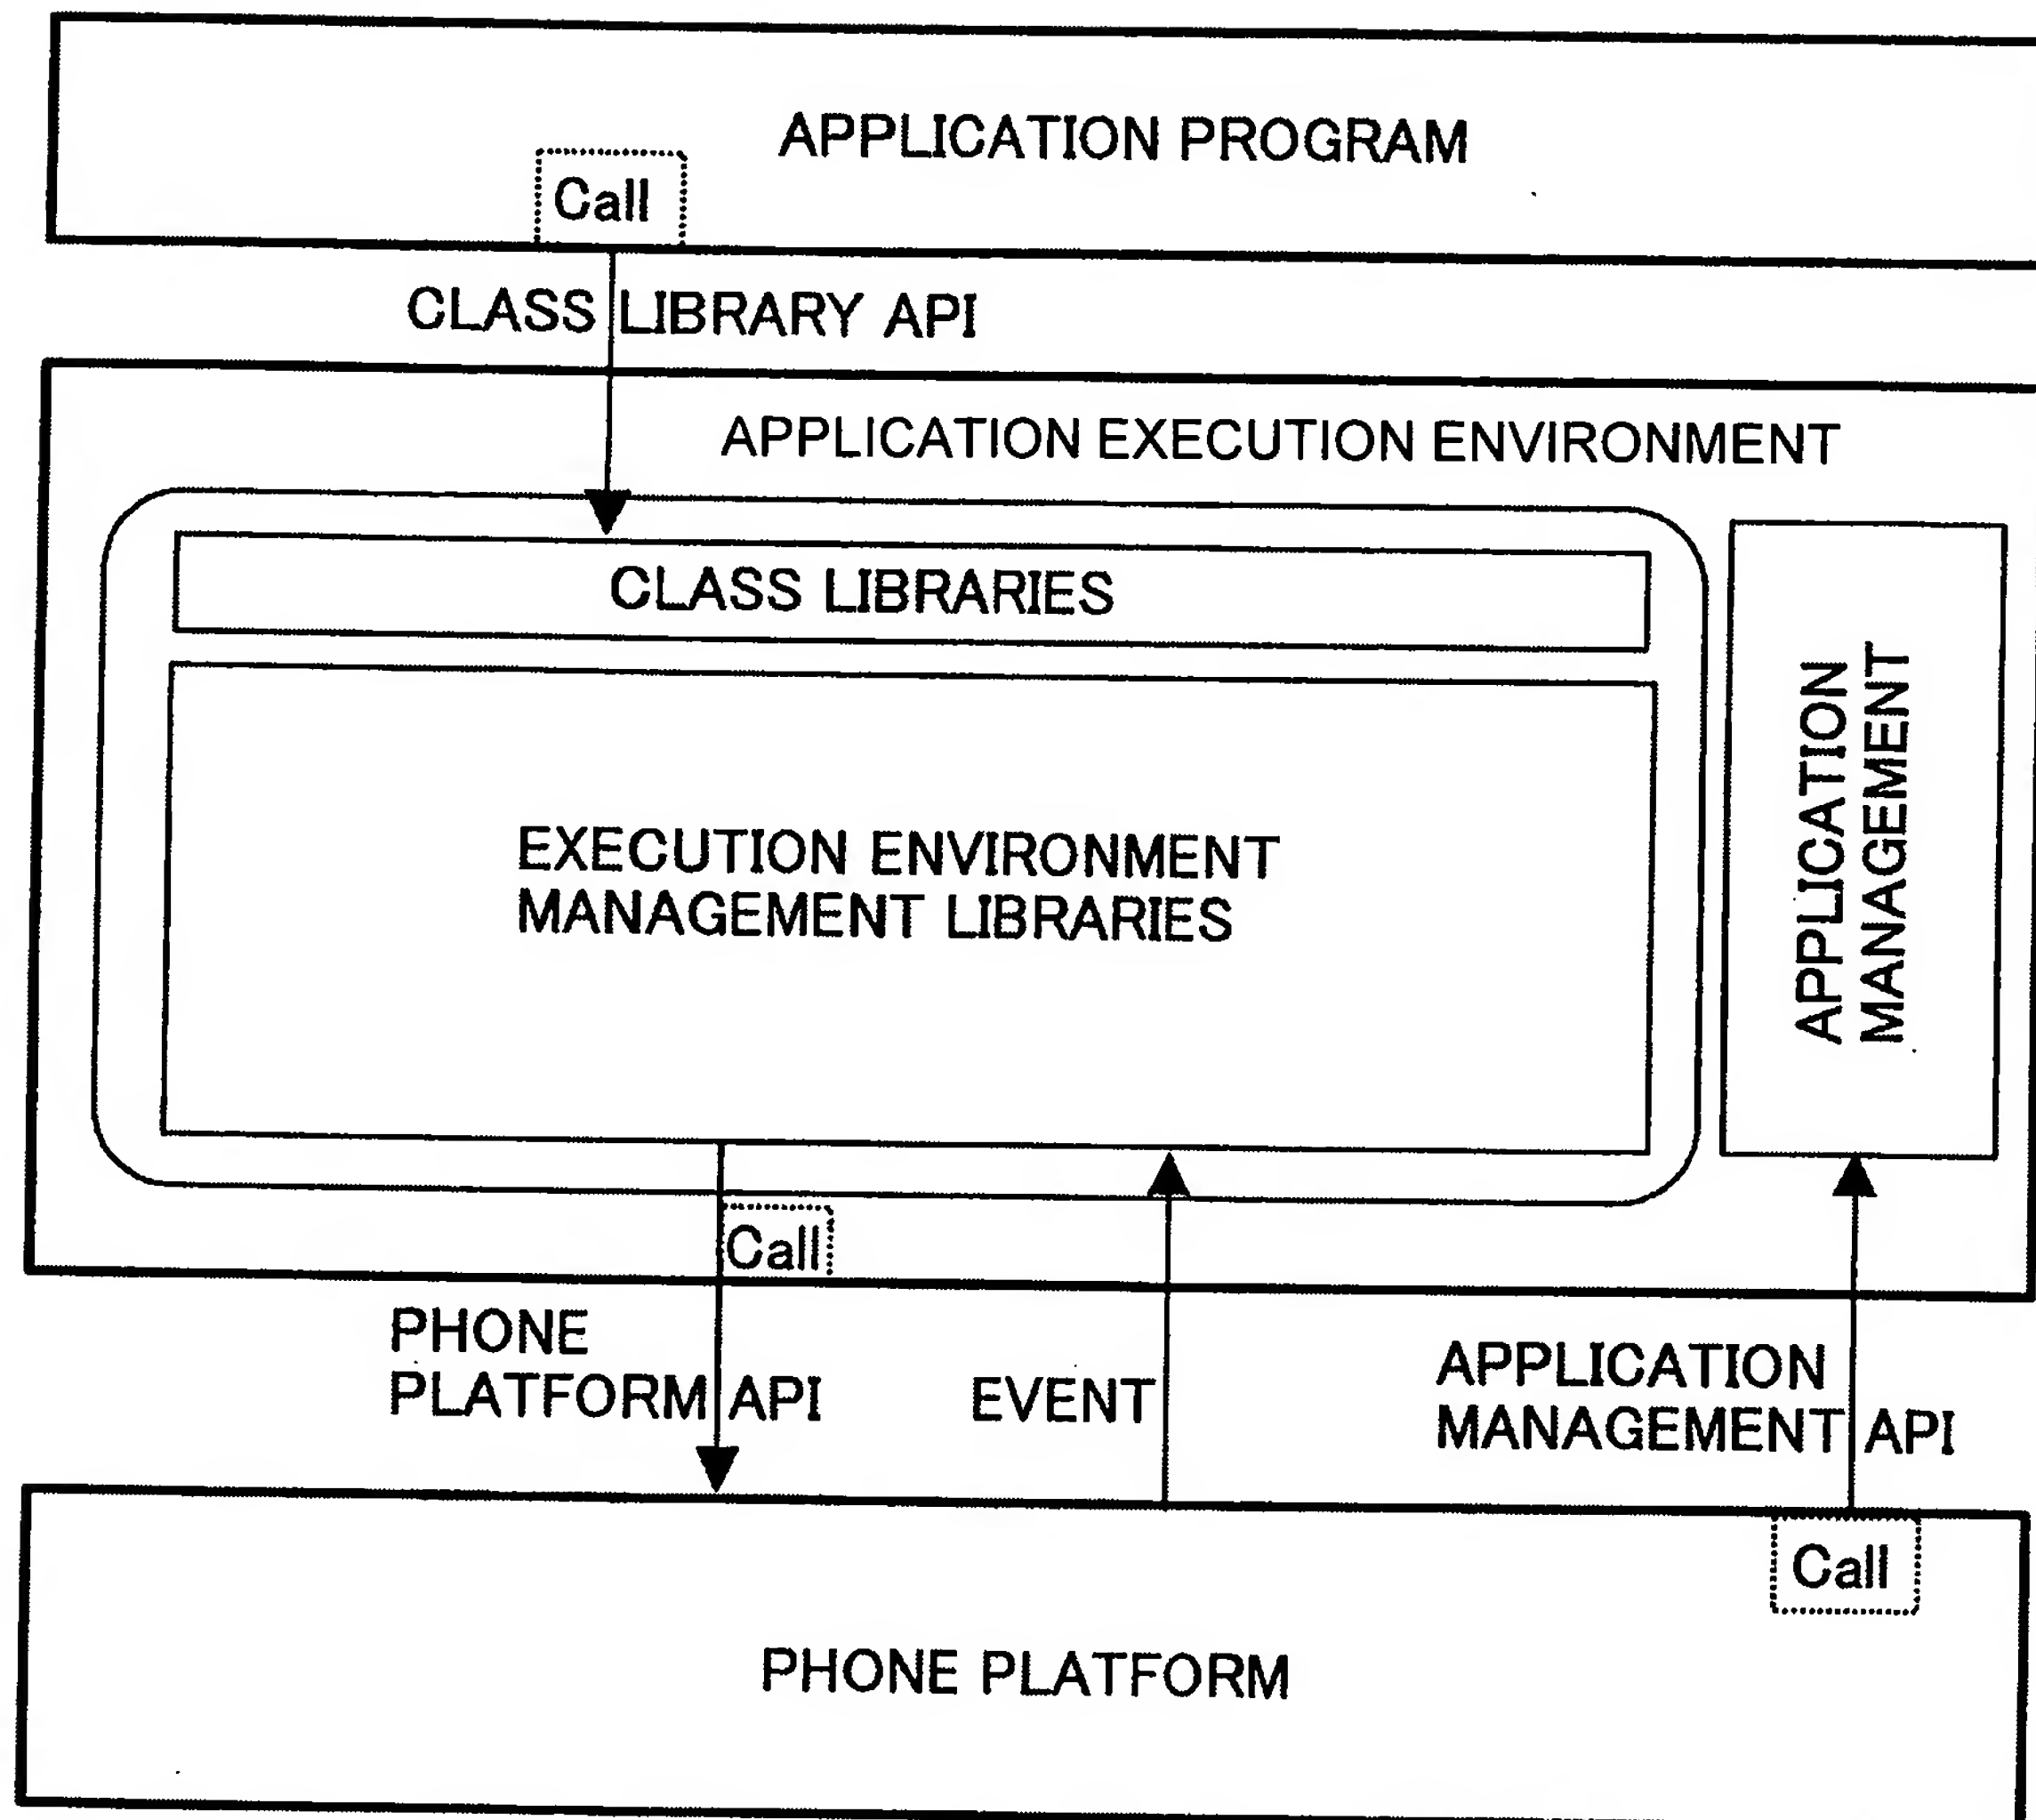 APPLICATION PROGRAM
Call
CLASS LIBRARY API
APPLICATION EXECUTION ENVIRONMENT
CLASS LIBRARIES
EXECUTION ENVIRONMENT
MANAGEMENT LIBRARIES
APPLICATION
MANAGEMENT
Call
PHONE
PLATFORM API
EVENT
APPLICATION
MANAGEMENT API
Call
PHONE PLATFORM